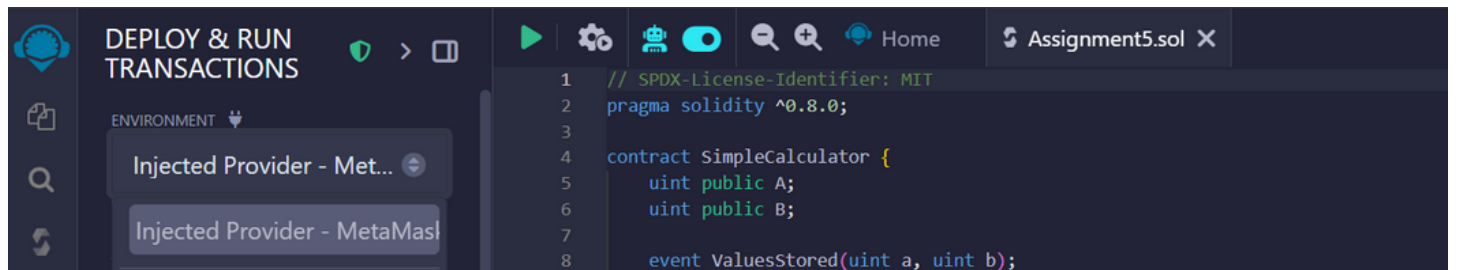 DEPLOY & RUN
TRANSACTIONS
ENVIRONMENT
Injected Provider - Met...
Injected Provider - MetaMask
Home
Assignment5.sol
1 // SPDX-License-Identifier: MIT
2 pragma solidity ^0.8.0;
3
4 contract SimpleCalculator {
5 uint public A;
6 uint public B;
7
8 event ValuesStored(uint a, uint b);